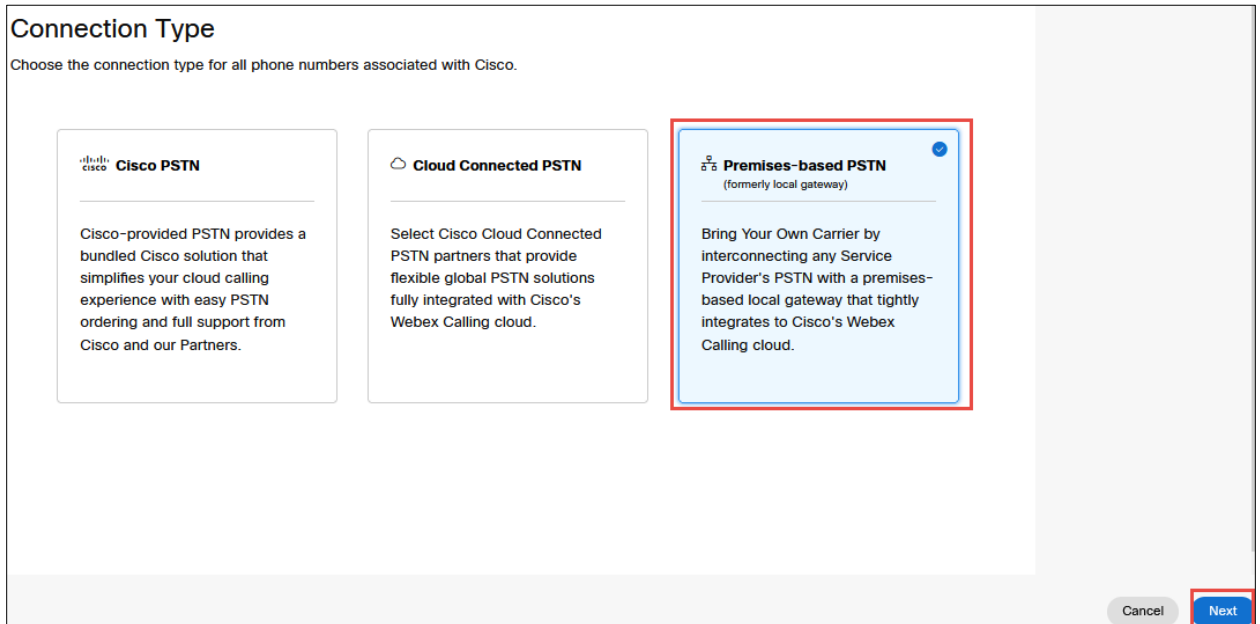 Connection Type
Choose the connection type for all phone numbers associated with Cisco.
cisco Cisco PSTN
Cisco-provided PSTN provides a
bundled Cisco solution that
simplifies your cloud calling
experience with easy PSTN
ordering and full support from
Cisco and our Partners.
Cloud Connected PSTN
Select Cisco Cloud Connected
PSTN partners that provide
flexible global PSTN solutions
fully integrated with Cisco's
Webex Calling cloud.
Premises-based PSTN
(formerly local gateway)
Bring Your Own Carrier by
interconnecting any Service
Provider's PSTN with a premises-
based local gateway that tightly
integrates to Cisco's Webex
Calling cloud.
Cancel
Next